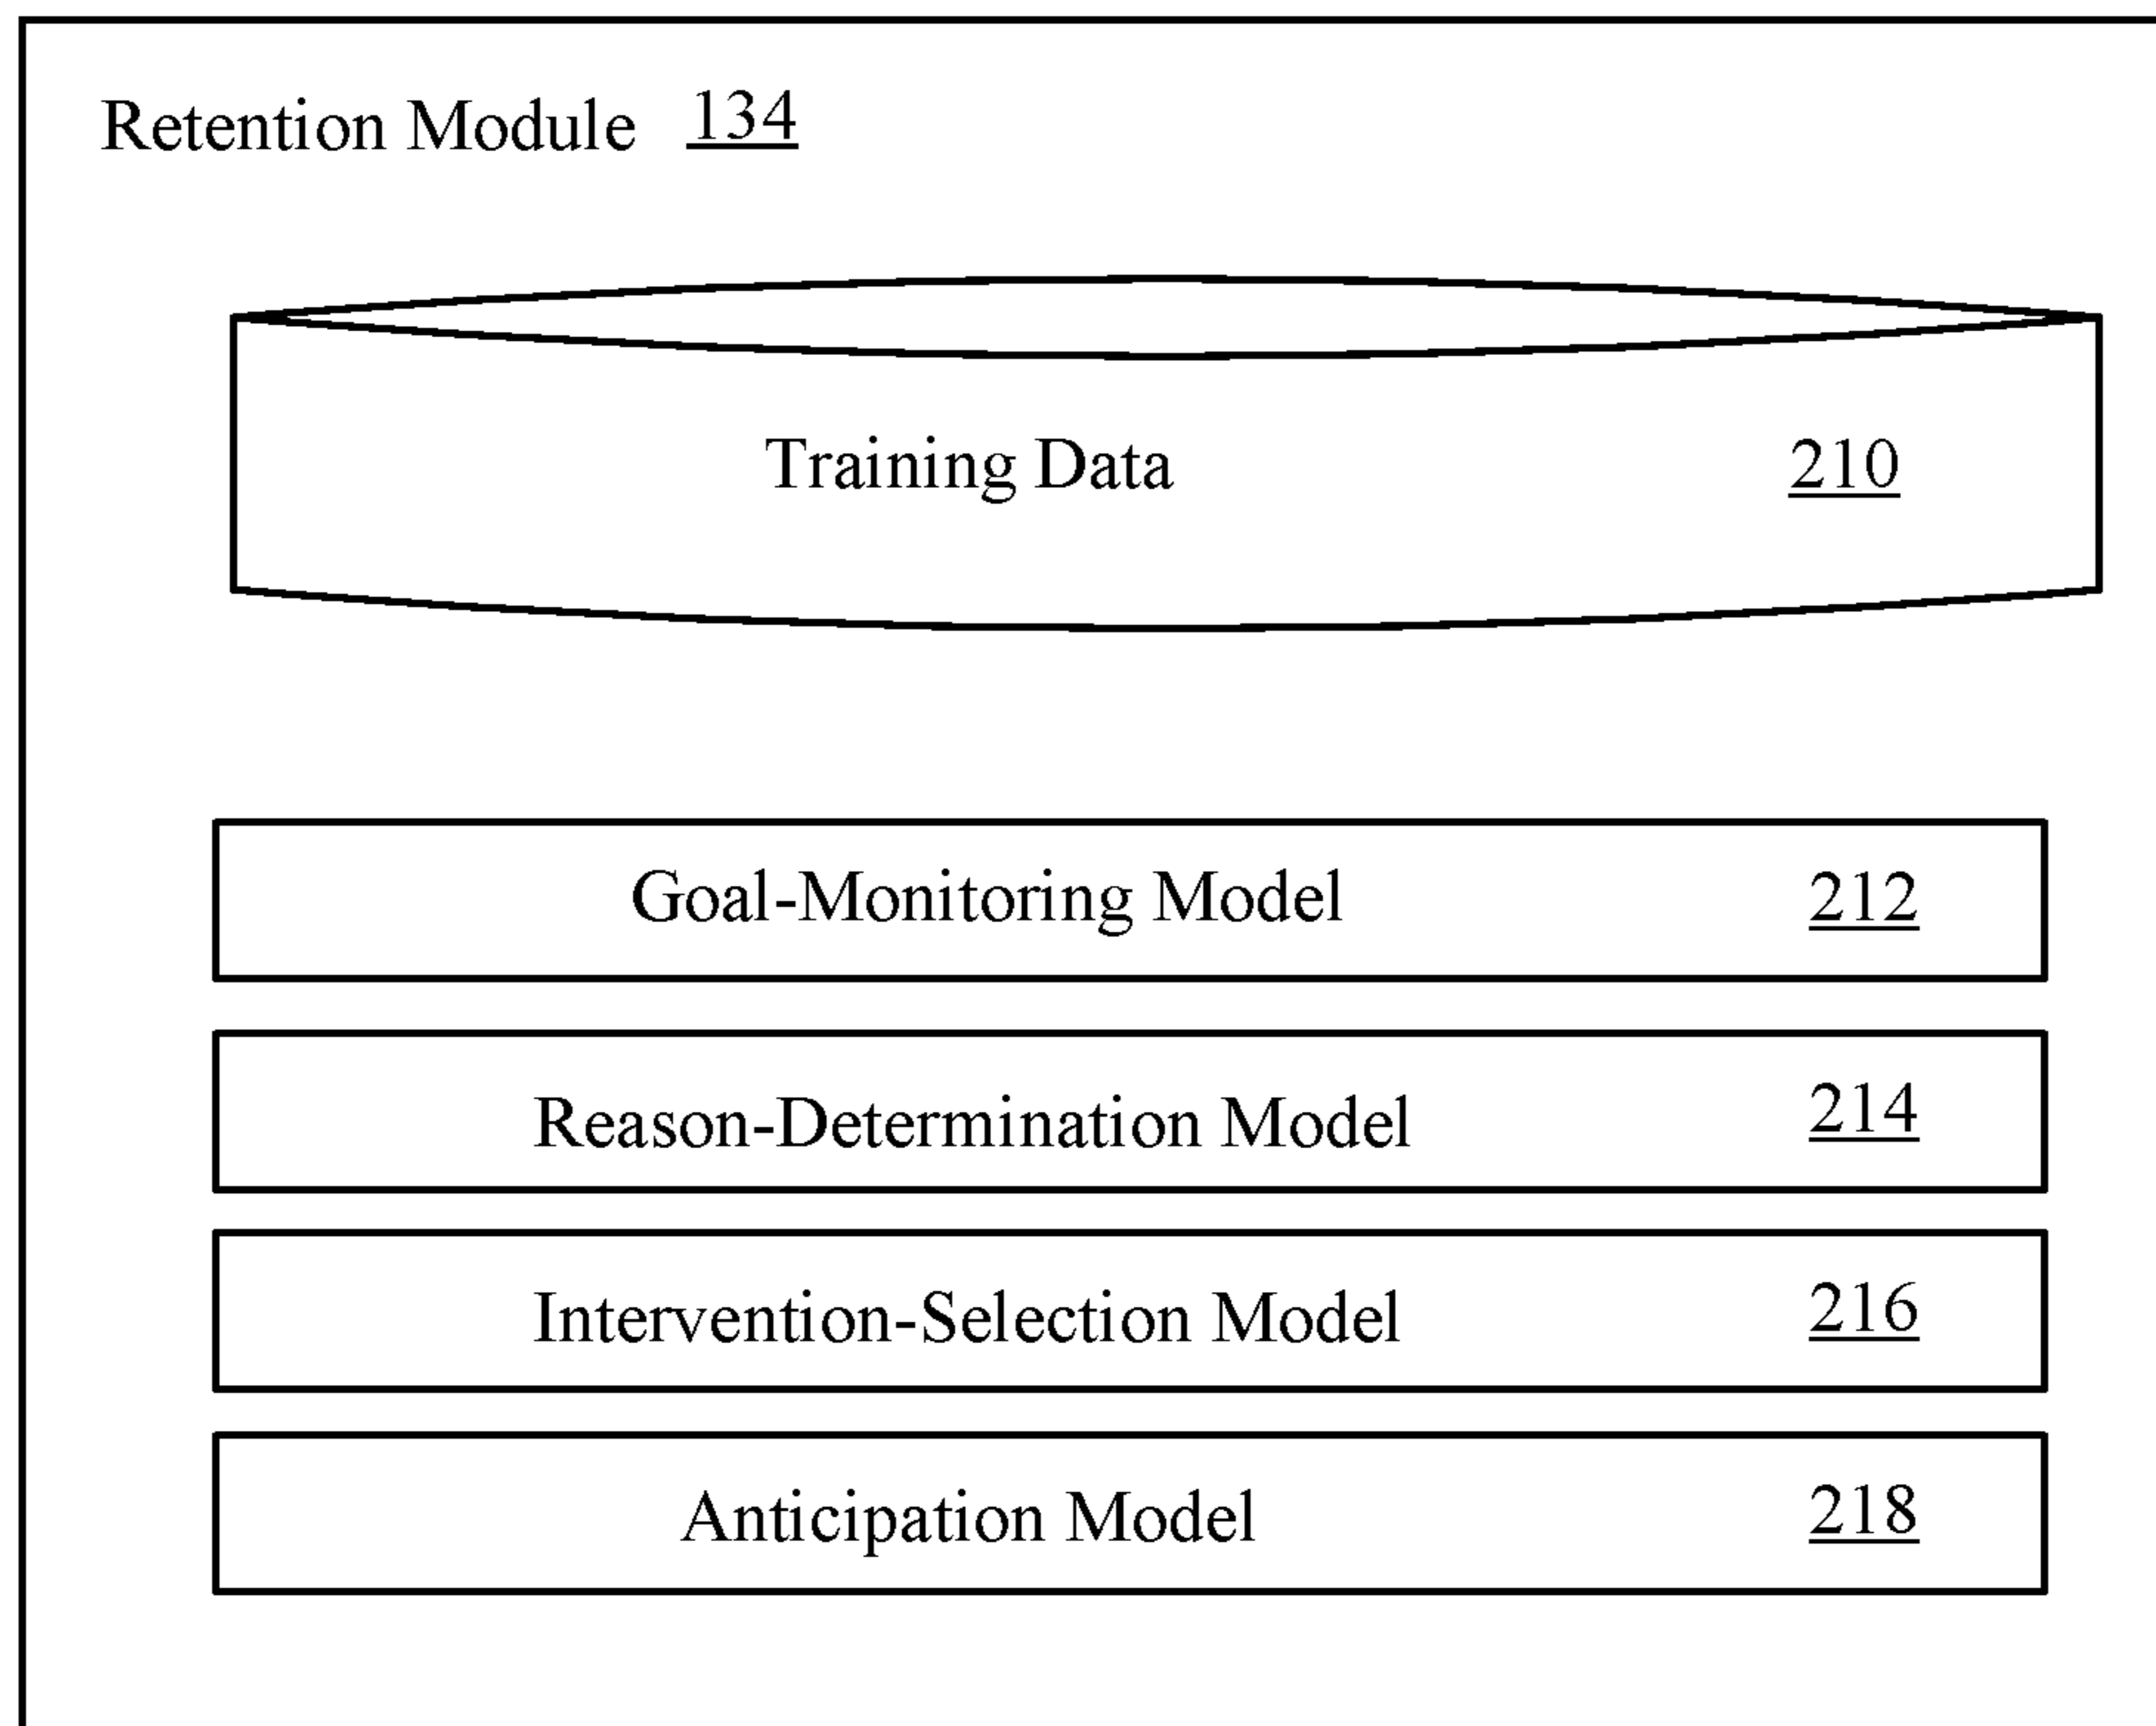 Retention Module 134
Training Data 210
Goal-Monitoring Model 212
Reason-Determination Model 214
Intervention-Selection Model 216
Anticipation Model 218